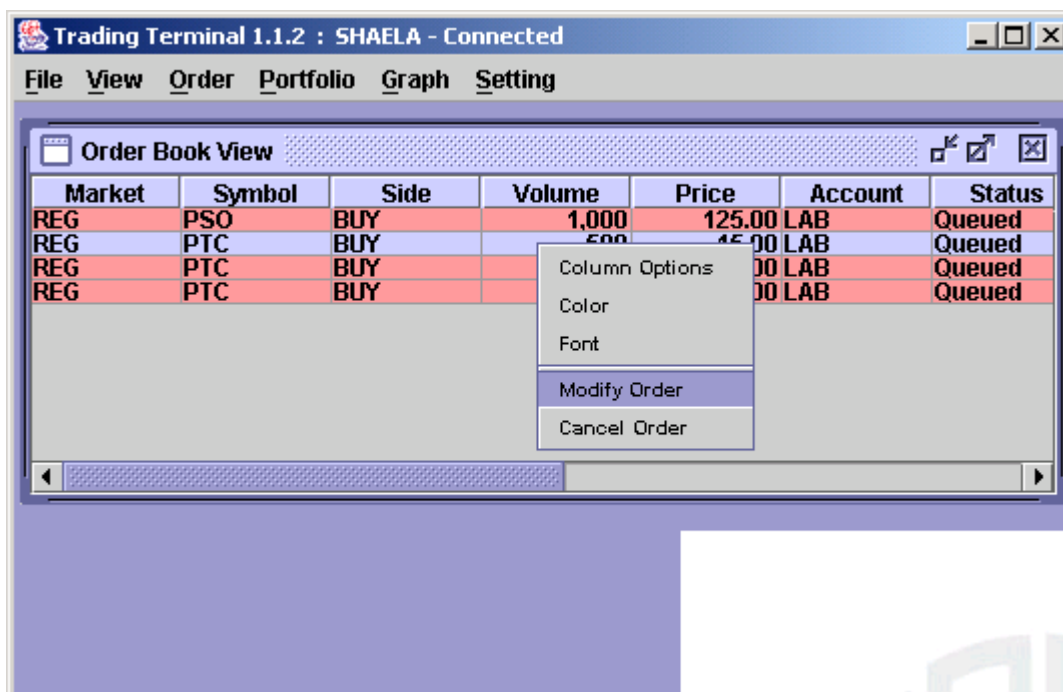 Trading Terminal 1.1.2 : SHAELA - Connected
File View Order Portfolio Graph Setting
Order Book View
Market Symbol Side Volume Price Account Status
REG PSO BUY 1,000 125.00 LAB Queued
REG PTC BUY LAB Queued
REG PTC BUY LAB Queued
REG PTC BUY LAB Queued
Column Options
Color
Font
Modify Order
Cancel Order